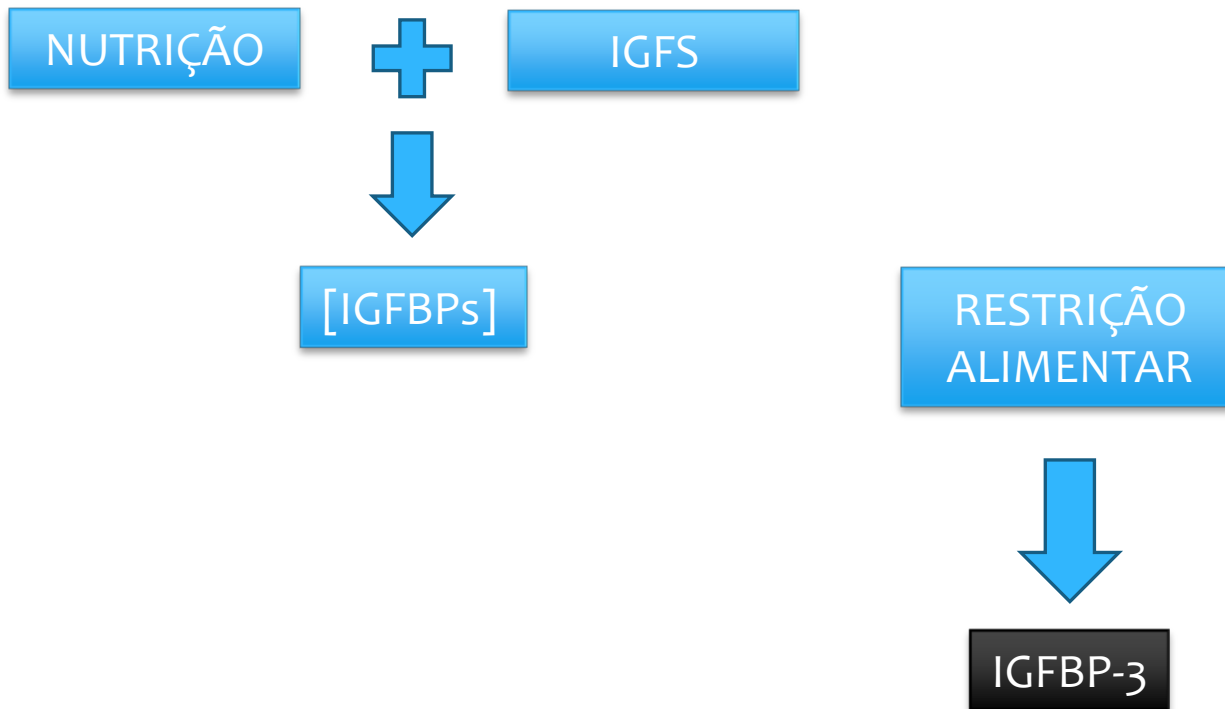 NUTRIÇÃO
IGFS
[IGFBPs]
RESTRIÇÃO
ALIMENTAR
IGFBP-3